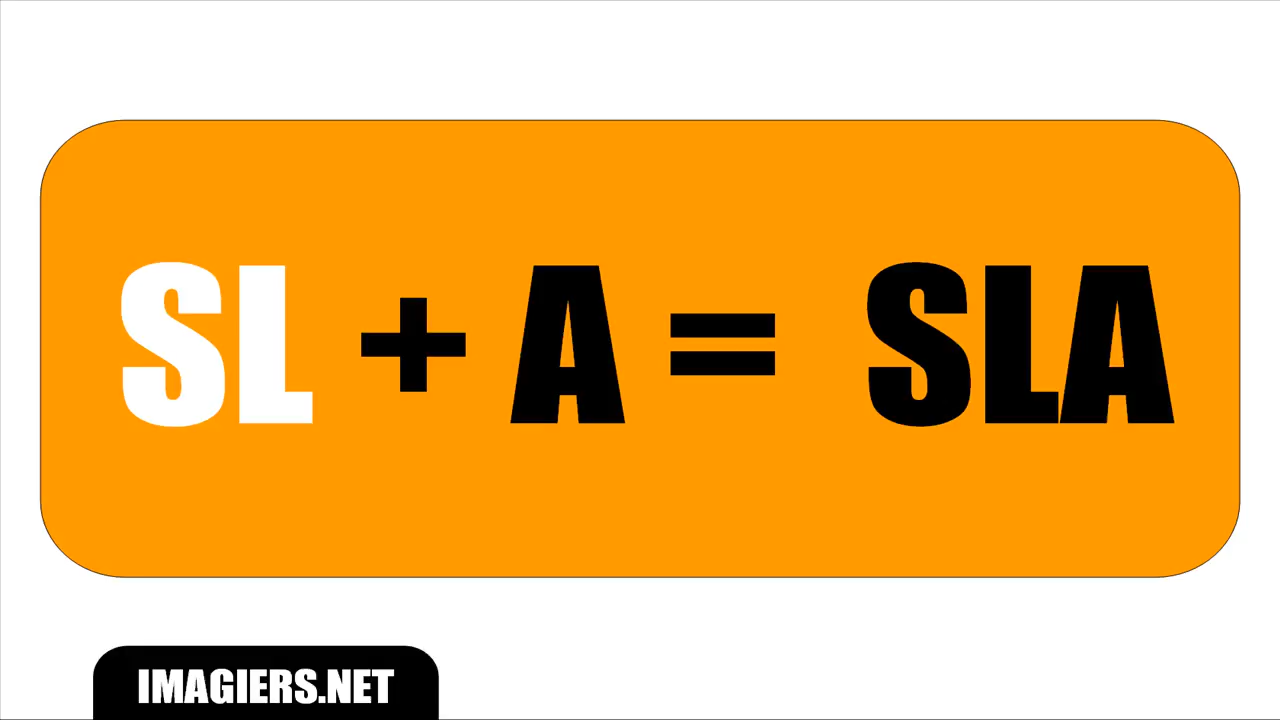 SL + A = SLA
IMAGIERS.NET